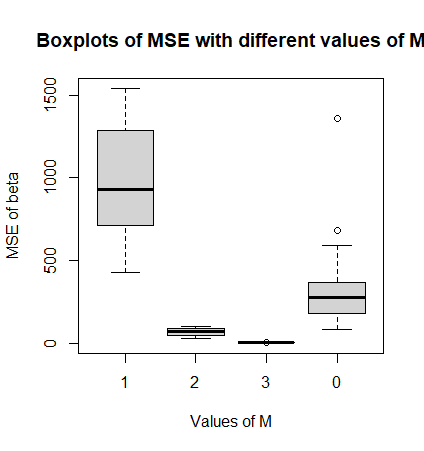 Boxplots of MSE with different values of M
MSE of beta
1500
1000
500
0
1 2 3 0
Values of M